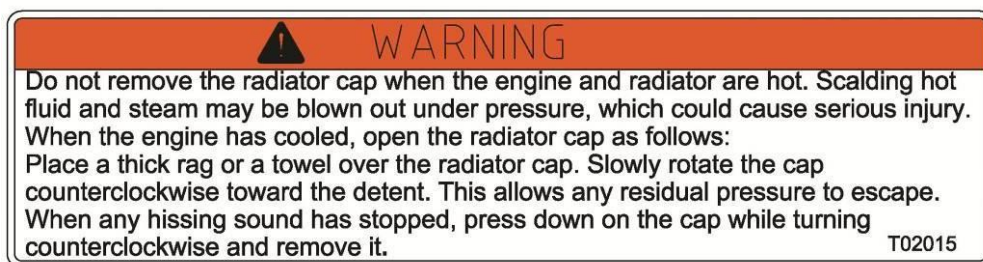 WARNING
Do not remove the radiator cap when the engine and radiator are hot. Scalding hot
fluid and steam may be blown out under pressure, which could cause serious injury.
When the engine has cooled, open the radiator cap as follows:
Place a thick rag or a towel over the radiator cap. Slowly rotate the cap
counterclockwise toward the detent. This allows any residual pressure to escape.
When any hissing sound has stopped, press down on the cap while turning
counterclockwise and remove it.
T02015